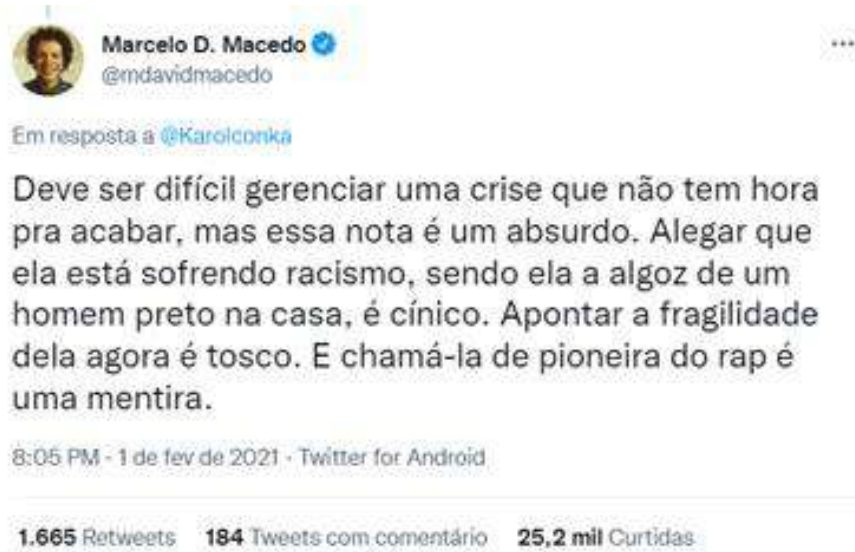 Marcelo D. Macedo
@mdavidmacedo
Em resposta a @Karolconka
Deve ser difícil gerenciar uma crise que não tem hora
pra acabar, mas essa nota é um absurdo. Alegar que
ela está sofrendo racismo, sendo ela a algoz de um
homem preto na casa, é cínico. Apontar a fragilidade
dela agora é tosco. E chamá-la de pioneira do rap é
uma mentira.
8:05 PM · 1 de fev de 2021 · Twitter for Android
1.665 Retweets 184 Tweets com comentário 25,2 mil Curtidas